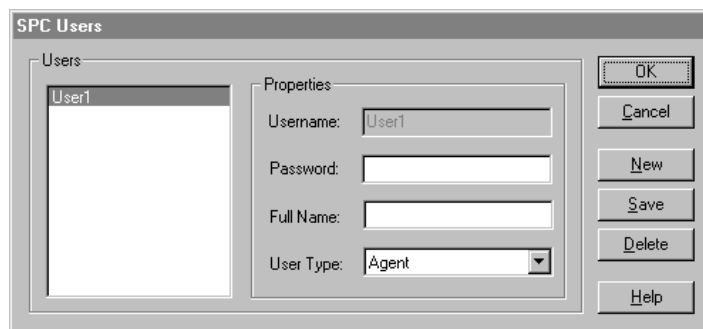 SPC Users
Users
User1
Properties
Username: User1
Password:
Full Name:
User Type: Agent
OK
Cancel
New
Save
Delete
Help